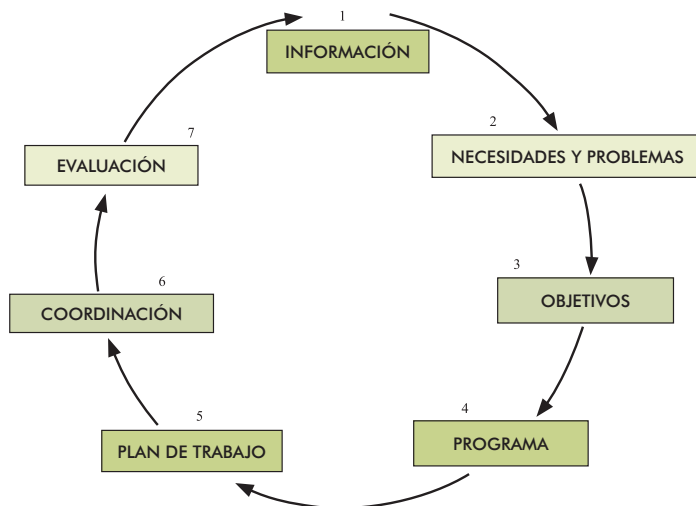 1
INFORMACIÓN
2
NECESIDADES Y PROBLEMAS
3
OBJETIVOS
4
PROGRAMA
5
PLAN DE TRABAJO
6
COORDINACIÓN
7
EVALUACIÓN